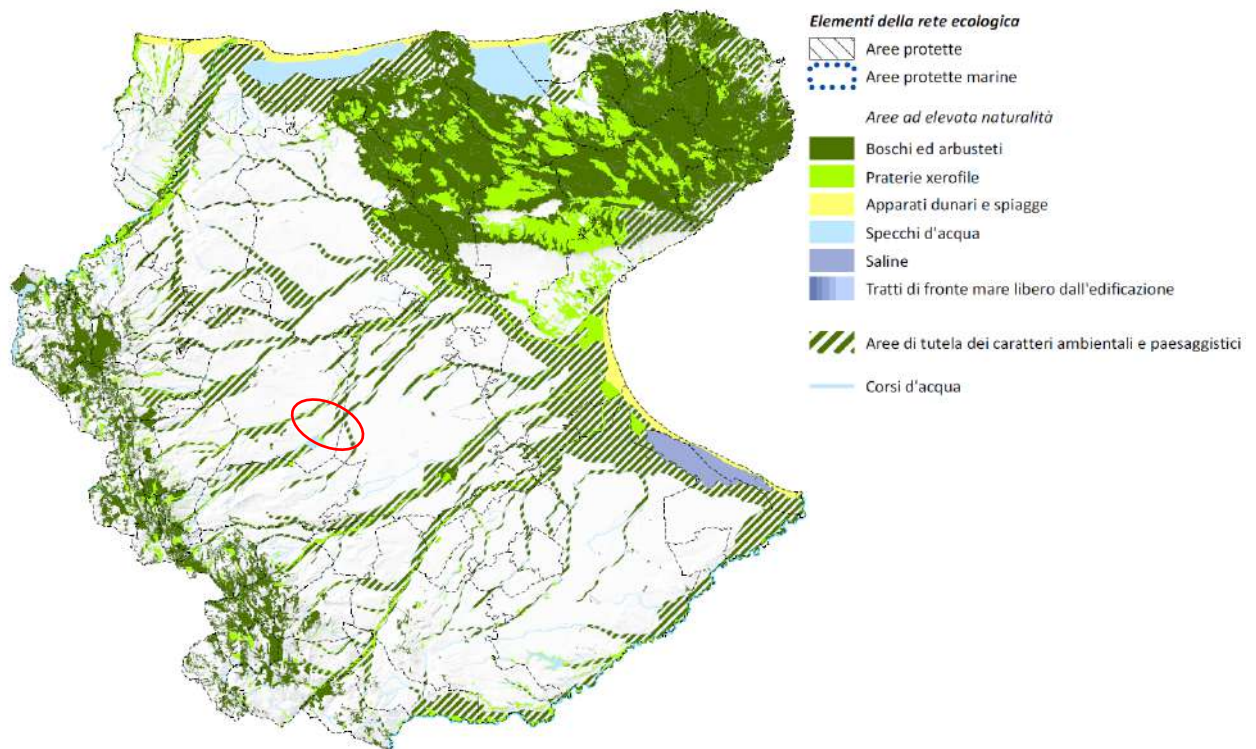 Elementi della rete ecologica
Aree protette
Aree protette marine
Aree ad elevata naturalità
Boschi ed arbusteti
Praterie xerofile
Apparati dunari e spiagge
Specchi d'acqua
Saline
Tratti di fronte mare libero dall'edificazione
Aree di tutela dei caratteri ambientali e paesaggistici
Corsi d'acqua